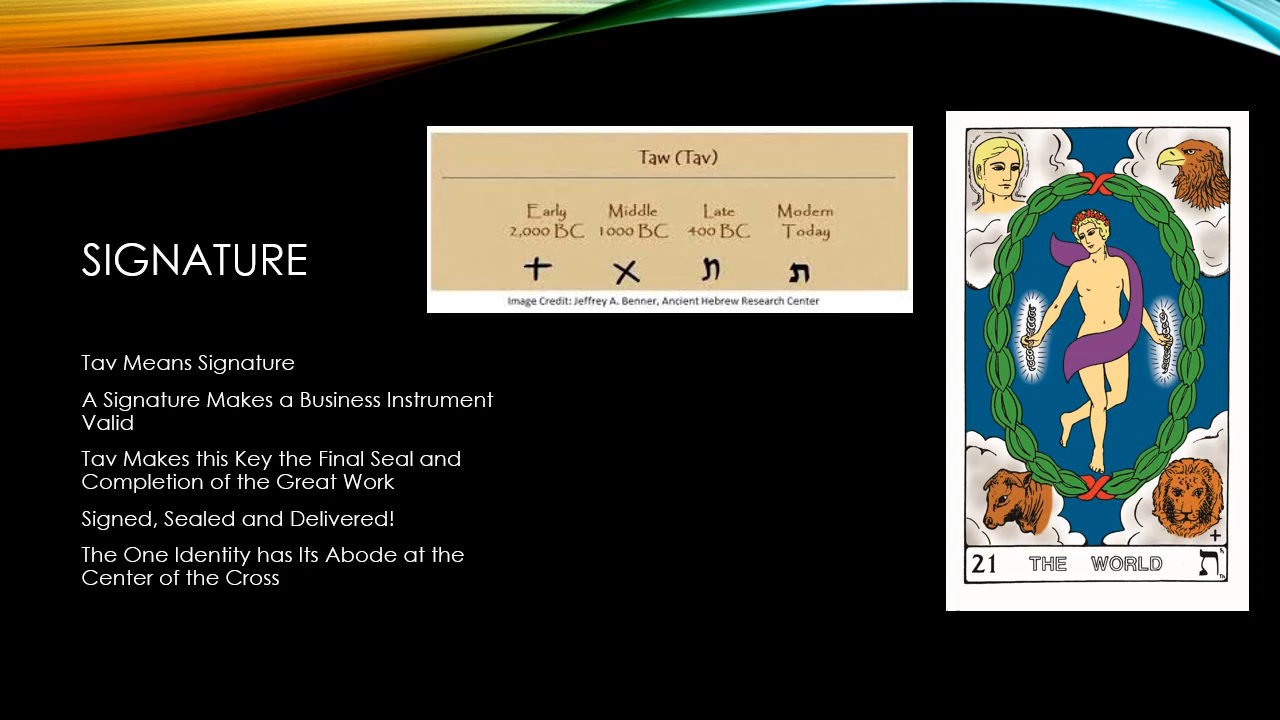 SIGNATURE
Taw (Tav)
Early Middle Late Modern
2,000 BC 1000 BC 400 BC Today
+ × ת ת
Image Credit: Jeffrey A. Benner, Ancient Hebrew Research Center
Tav Means Signature
A Signature Makes a Business Instrument
Valid
Tav Makes this Key the Final Seal and
Completion of the Great Work
Signed, Sealed and Delivered!
The One Identity has Its Abode at the
Center of the Cross
21 THE WORLD ת